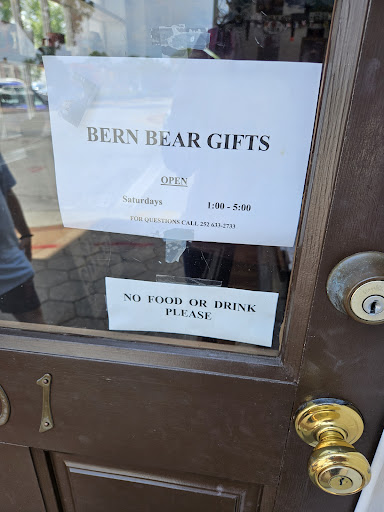 BERN BEAR GIFTS
OPEN
Saturdays 1:00 - 5:00
FOR QUESTIONS CALL 252 633-2733
NO FOOD OR DRINK
PLEASE
01